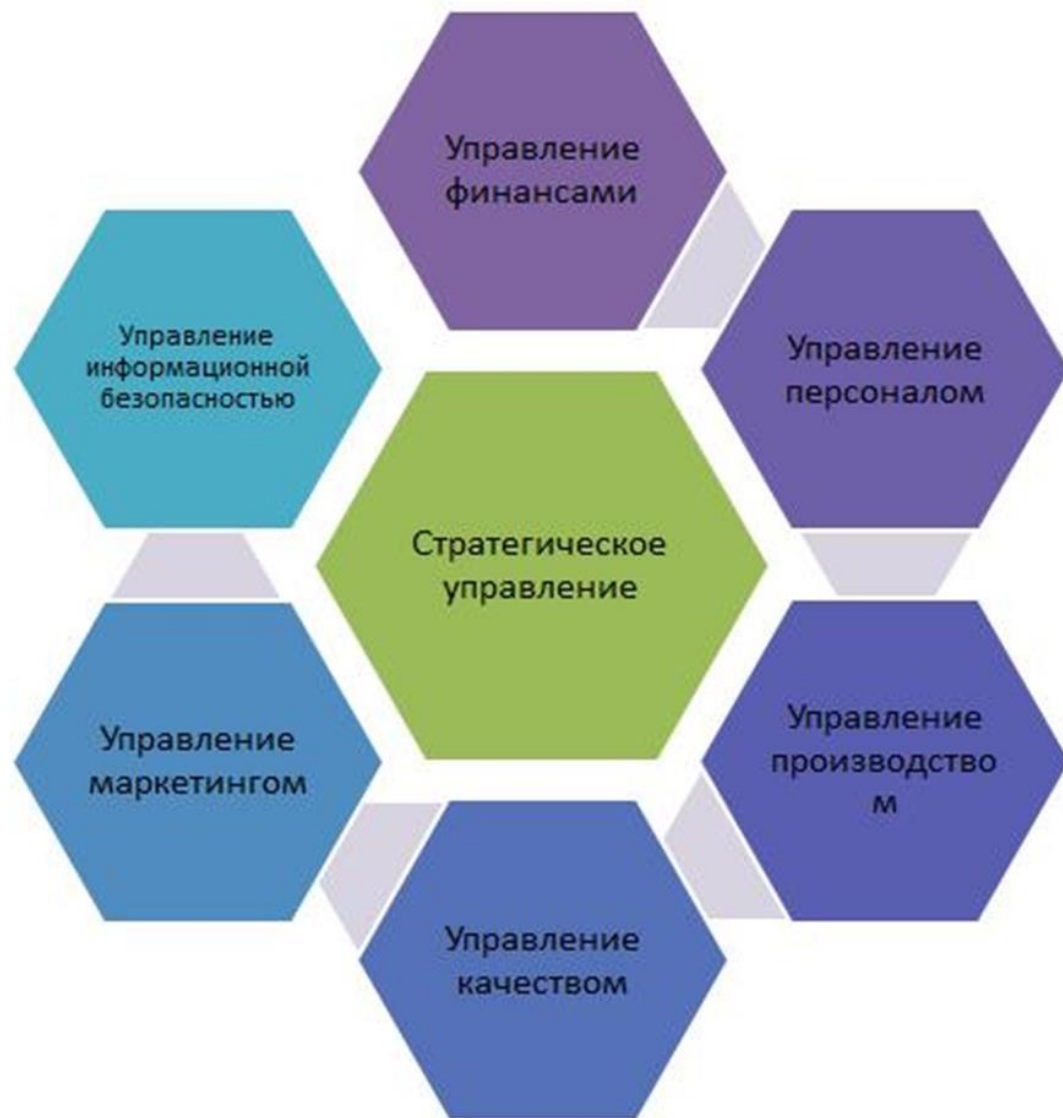 Управление
финансами
Управление
персоналом
Управление
производство
м
Управление
качеством
Управление
маркетингом
Управление
информационной
безопасностью
Стратегическое
управление